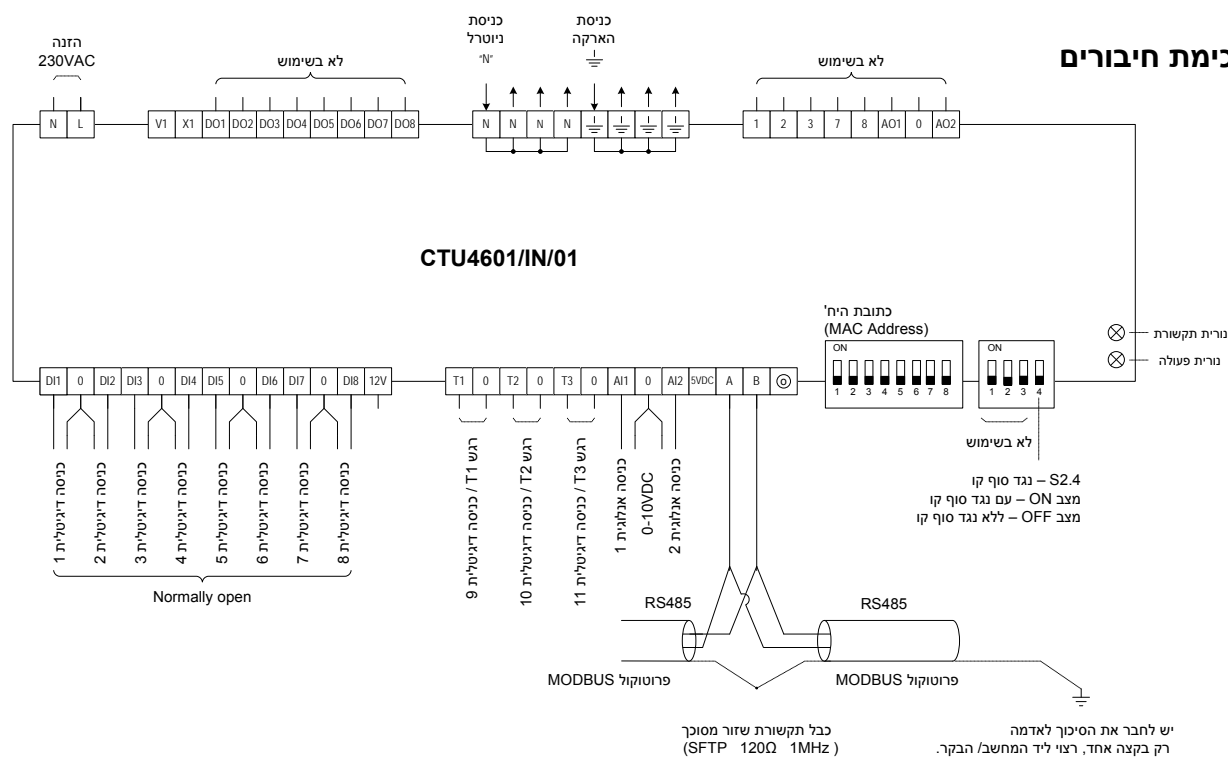 כימת חיבורים
הזנה
230VAC
לא בשימוש
כניסת
ניוטרל
"N"
כניסת
הארקה
לא בשימוש
N L
V1 X1 DO1 DO2 DO3 DO4 DO5 DO6 DO7 DO8
N N N N
1 2 3 7 8 AO1 0 AO2
CTU4601/IN/01
כתובת היח'
(MAC Address)
ON
1 2 3 4 5 6 7 8
ON
1 2 3 4
נורית תקשורת
נורית פעולה
DI1 0 DI2 DI3 0 DI4 DI5 0 DI6 DI7 0 DI8 12V
T1 0 T2 0 T3 0 AI1 0 AI2 5VDC A B
לא בשימוש
S2.4 – נגד סוף קו
מצב ON – עם נגד סוף קו
מצב OFF – ללא נגד סוף קו
כניסה דיגיטלית 1
כניסה דיגיטלית 2
כניסה דיגיטלית 3
כניסה דיגיטלית 4
כניסה דיגיטלית 5
כניסה דיגיטלית 6
כניסה דיגיטלית 7
כניסה דיגיטלית 8
Normally open
רגש T1 / כניסה דיגיטלית 9
רגש T2 / כניסה דיגיטלית 10
רגש T3 / כניסה דיגיטלית 11
כניסה אנלוגית 1
0-10VDC
כניסה אנלוגית 2
RS485
RS485
פרוטוקול MODBUS
פרוטוקול MODBUS
כבל תקשורת שזור מסוכך
(SFTP 120Ω 1MHz )
יש לחבר את הסיכוך לאדמה
רק בקצה אחד, רצוי ליד המחשב/ הבקר.